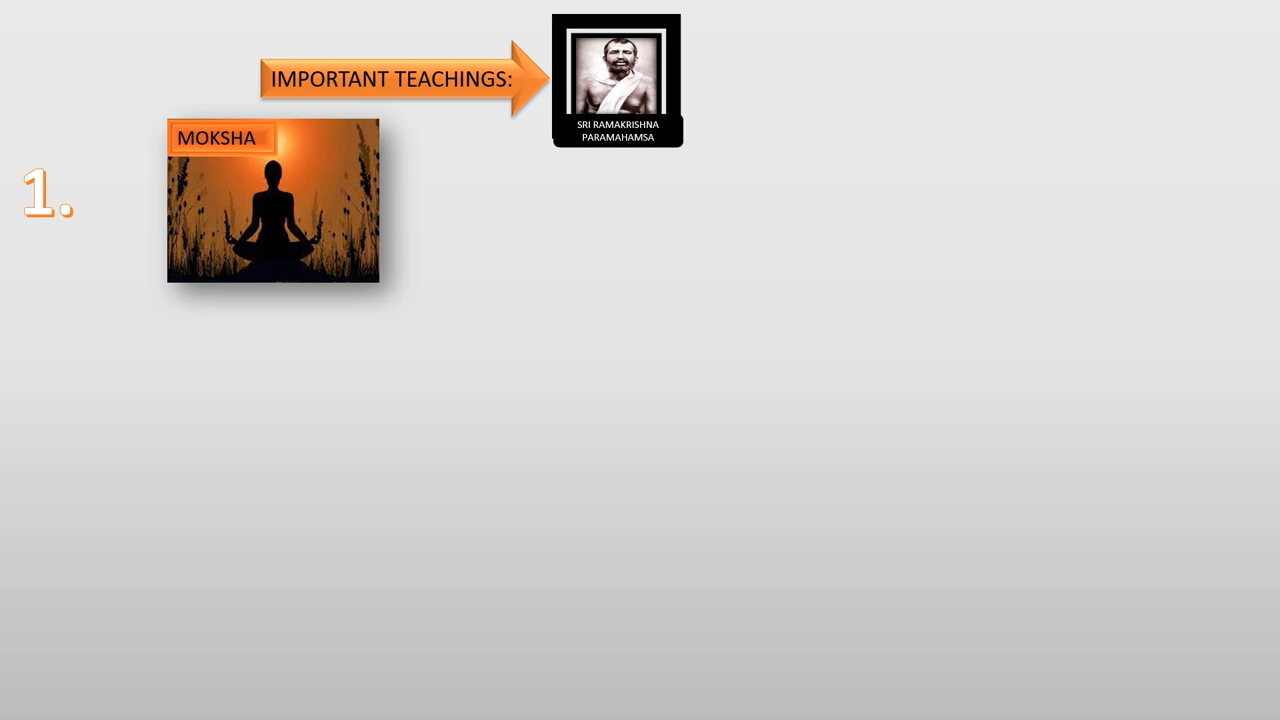 IMPORTANT TEACHINGS:
SRI RAMAKRISHNA
PARAMAHAMSA
MOKSHA
1.